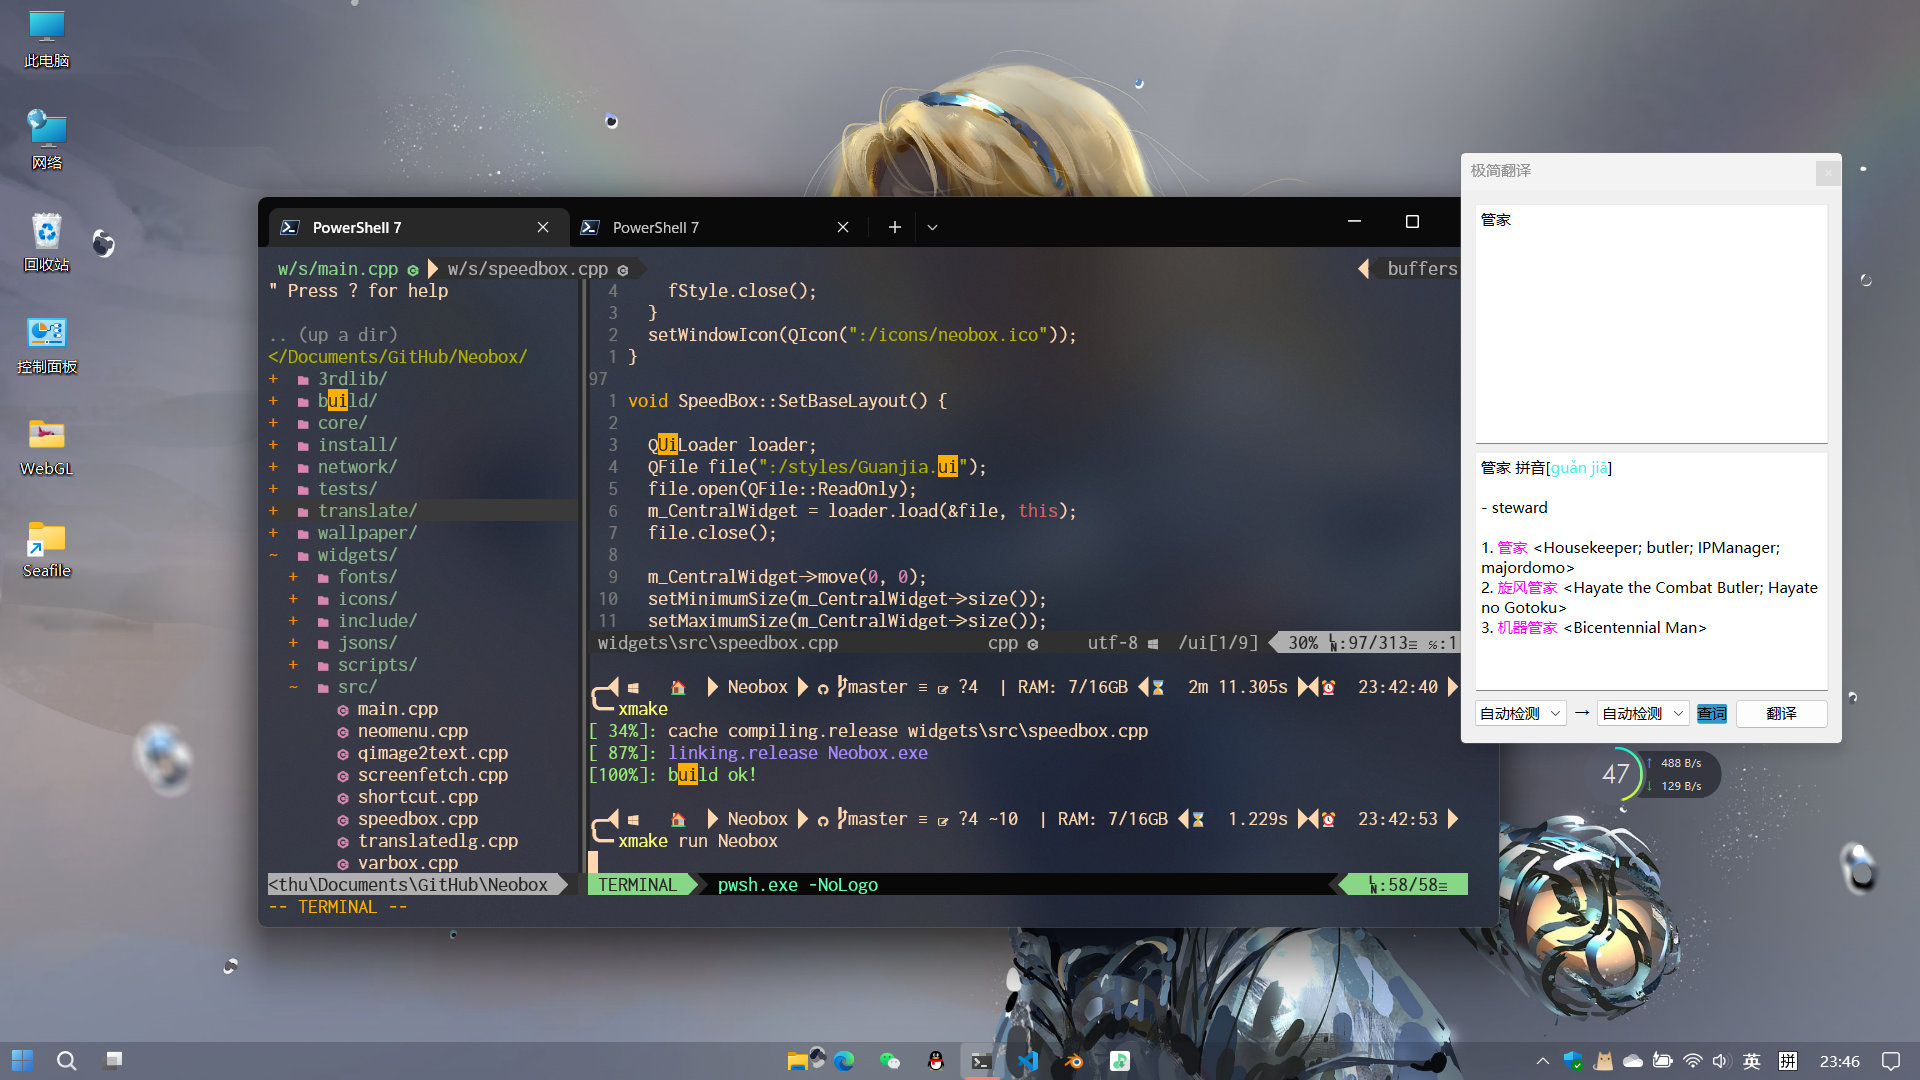 此电脑
网络
回收站
控制面板
WebGL
Seafile
PowerShell 7
PowerShell 7
w/s/main.cpp
w/s/speedbox.cpp
buffers
" Press ? for help
.. (up a dir)
</Documents/GitHub/Neobox/
+ 3rdlib/
+ build/
+ core/
+ install/
+ network/
+ tests/
+ translate/
+ wallpaper/
~ widgets/
+ fonts/
+ icons/
+ include/
+ jsons/
+ scripts/
~ src/
main.cpp
neomenu.cpp
qimage2text.cpp
screenfetch.cpp
shortcut.cpp
speedbox.cpp
translatedlg.cpp
varbox.cpp
<thu\Documents\GitHub\Neobox
-- TERMINAL --
4 fStyle.close();
3 }
2 setWindowIcon(QIcon(":/icons/neobox.ico"));
1 }
97
1 void SpeedBox::SetBaseLayout() {
2
3 QUiLoader loader;
4 QFile file(":/styles/Guanjia.ui");
5 file.open(QFile::ReadOnly);
6 m_CentralWidget = loader.load(&file, this);
7 file.close();
8
9 m_CentralWidget->move(0, 0);
10 setMinimumSize(m_CentralWidget->size());
11 setMaximumSize(m_CentralWidget->size());
widgets\src\speedbox.cpp cpp utf-8 /ui[1/9] 30% LN:97/313≡ ℅:1
Neobox master ≡ ?4 | RAM: 7/16GB 2m 11.305s 23:42:40
xmake
[ 34%]: cache compiling.release widgets\src\speedbox.cpp
[ 87%]: linking.release Neobox.exe
[100%]: build ok!
Neobox master ≡ ?4 ~10 | RAM: 7/16GB 1.229s 23:42:53
xmake run Neobox
TERMINAL pwsh.exe -NoLogo LN:58/58≡
极简翻译
管家
管家 拼音[guǎn jiā]
- steward
1. 管家 <Housekeeper; butler; IPManager;
majordomo>
2. 旋风管家 <Hayate the Combat Butler; Hayate
no Gotoku>
3. 机器管家 <Bicentennial Man>
自动检测 → 自动检测 查词 翻译
47
↑ 488 B/s
↓ 129 B/s
英
拼
23:46